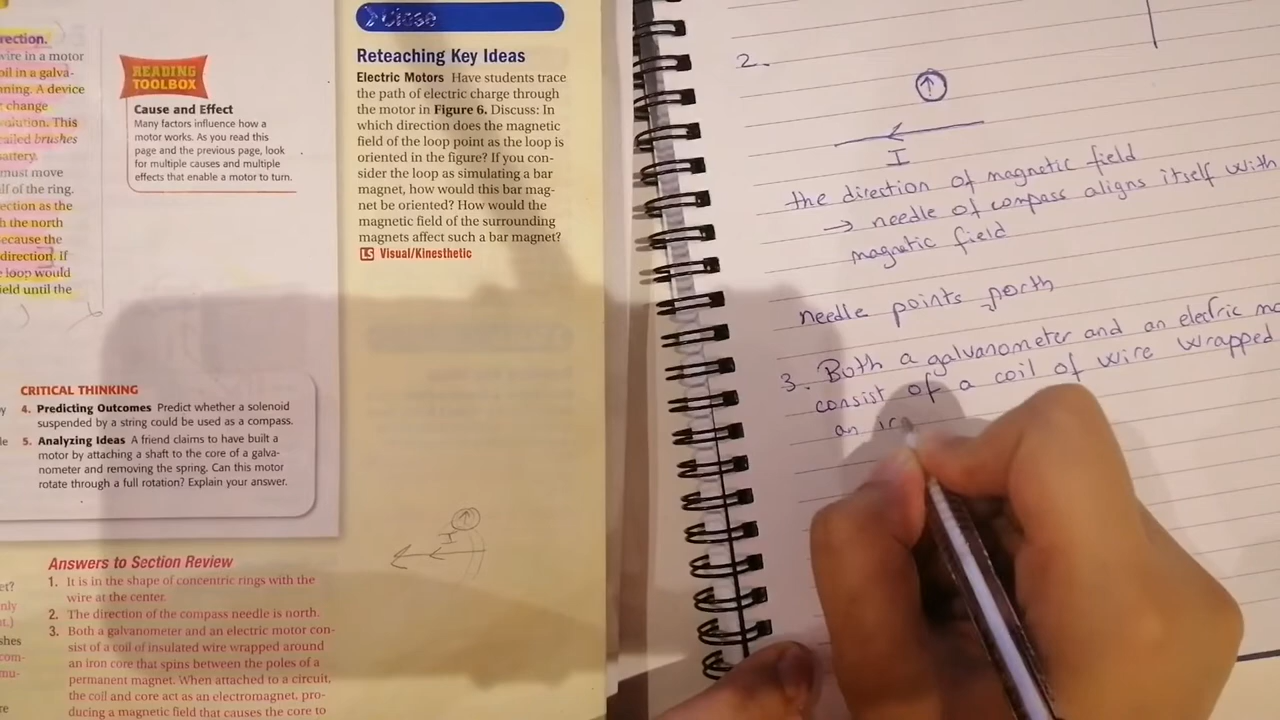 rection.
wire in a motor
oil in a galva-
ning. A device
change
volution. This
called brushes
attery.
must move
lf of the ring.
ection as the
h the north
ecause the
direction. If
loop would
ield until the
READING
TOOLBOX
Cause and Effect
Many factors influence how a
motor works. As you read this
page and the previous page, look
for multiple causes and multiple
effects that enable a motor to turn.
CRITICAL THINKING
4. Predicting Outcomes Predict whether a solenoid
suspended by a string could be used as a compass.
5. Analyzing Ideas A friend claims to have built a
motor by attaching a shaft to the core of a galva-
nometer and removing the spring. Can this motor
rotate through a full rotation? Explain your answer.
Answers to Section Review
1. It is in the shape of concentric rings with the
wire at the center.
2. The direction of the compass needle is north.
3. Both a galvanometer and an electric motor con-
sist of a coil of insulated wire wrapped around
an iron core that spins between the poles of a
permanent magnet. When attached to a circuit,
the coil and core act as an electromagnet, pro-
ducing a magnetic field that causes the core to
Close
Reteaching Key Ideas
Electric Motors Have students trace
the path of electric charge through
the motor in Figure 6. Discuss: In
which direction does the magnetic
field of the loop point as the loop is
oriented in the figure? If you con-
sider the loop as simulating a bar
magnet, how would this bar mag-
net be oriented? How would the
magnetic field of the surrounding
magnets affect such a bar magnet?
LS Visual/Kinesthetic
I
2.
I
the direction of magnetic field
→ needle of compass aligns itself with
magnetic field
needle points north
3. Both a galvanometer and an electric mo
consist of a coil of wire wrapped
an ir